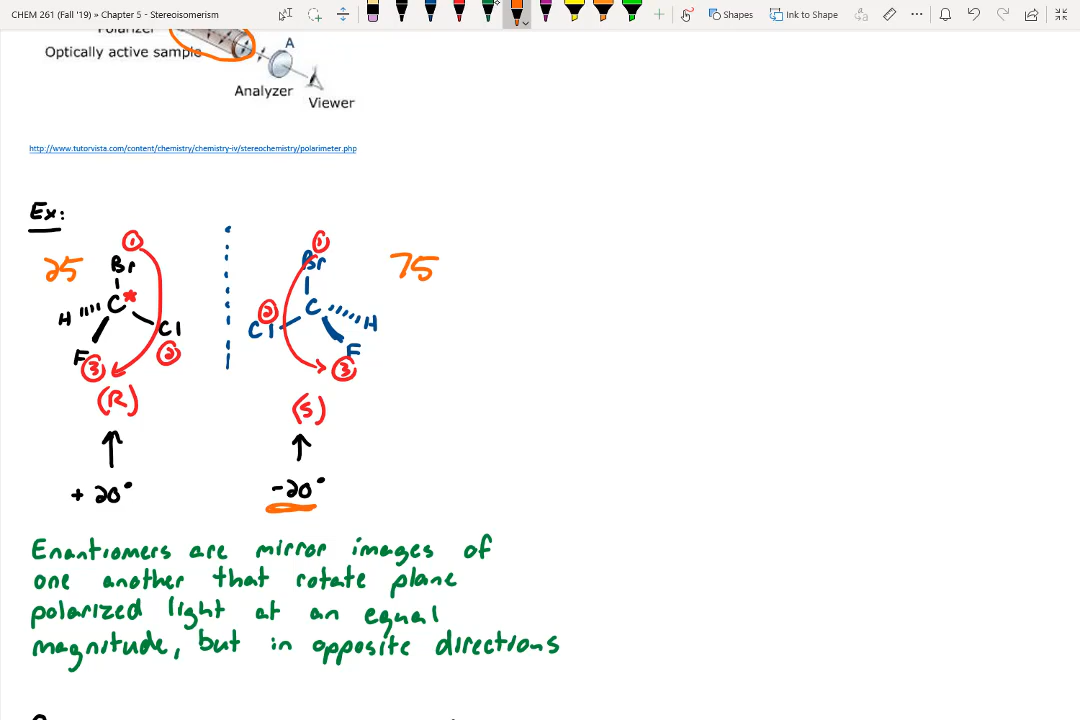 CHEM 261 (Fall '19) » Chapter 5 - Stereoisomerism
Shapes
Ink to Shape
Polarizer
Optically active sample
A
Analyzer
Viewer
http://www.tutorvista.com/content/chemistry/chemistry-iv/stereochemistry/polarimeter.php
Ex:
25 ① Br
H C * Cl ②
F ③
(R)
+ 20°
① Br 75
② Cl C H
F ③
(S)
- 20°
Enantiomers are mirror images of
one another that rotate plane
polarized light at an equal
magnitude, but in opposite directions